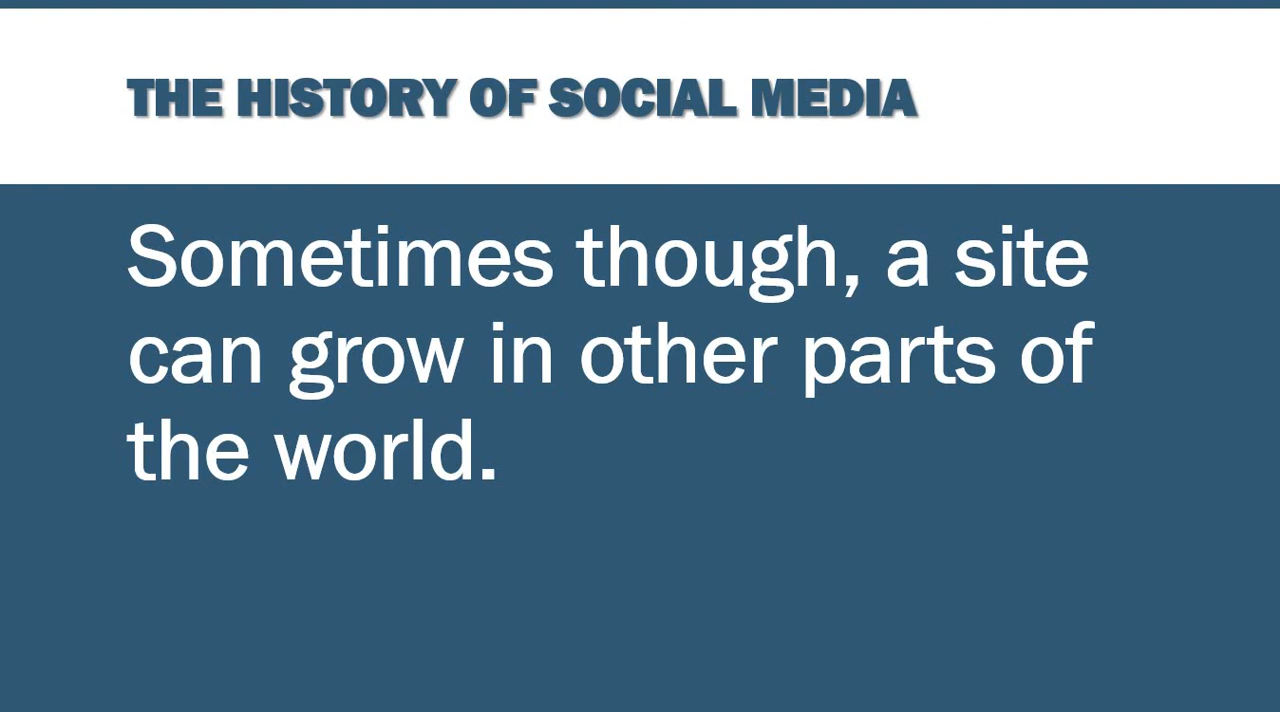 THE HISTORY OF SOCIAL MEDIA
Sometimes though, a site
can grow in other parts of
the world.